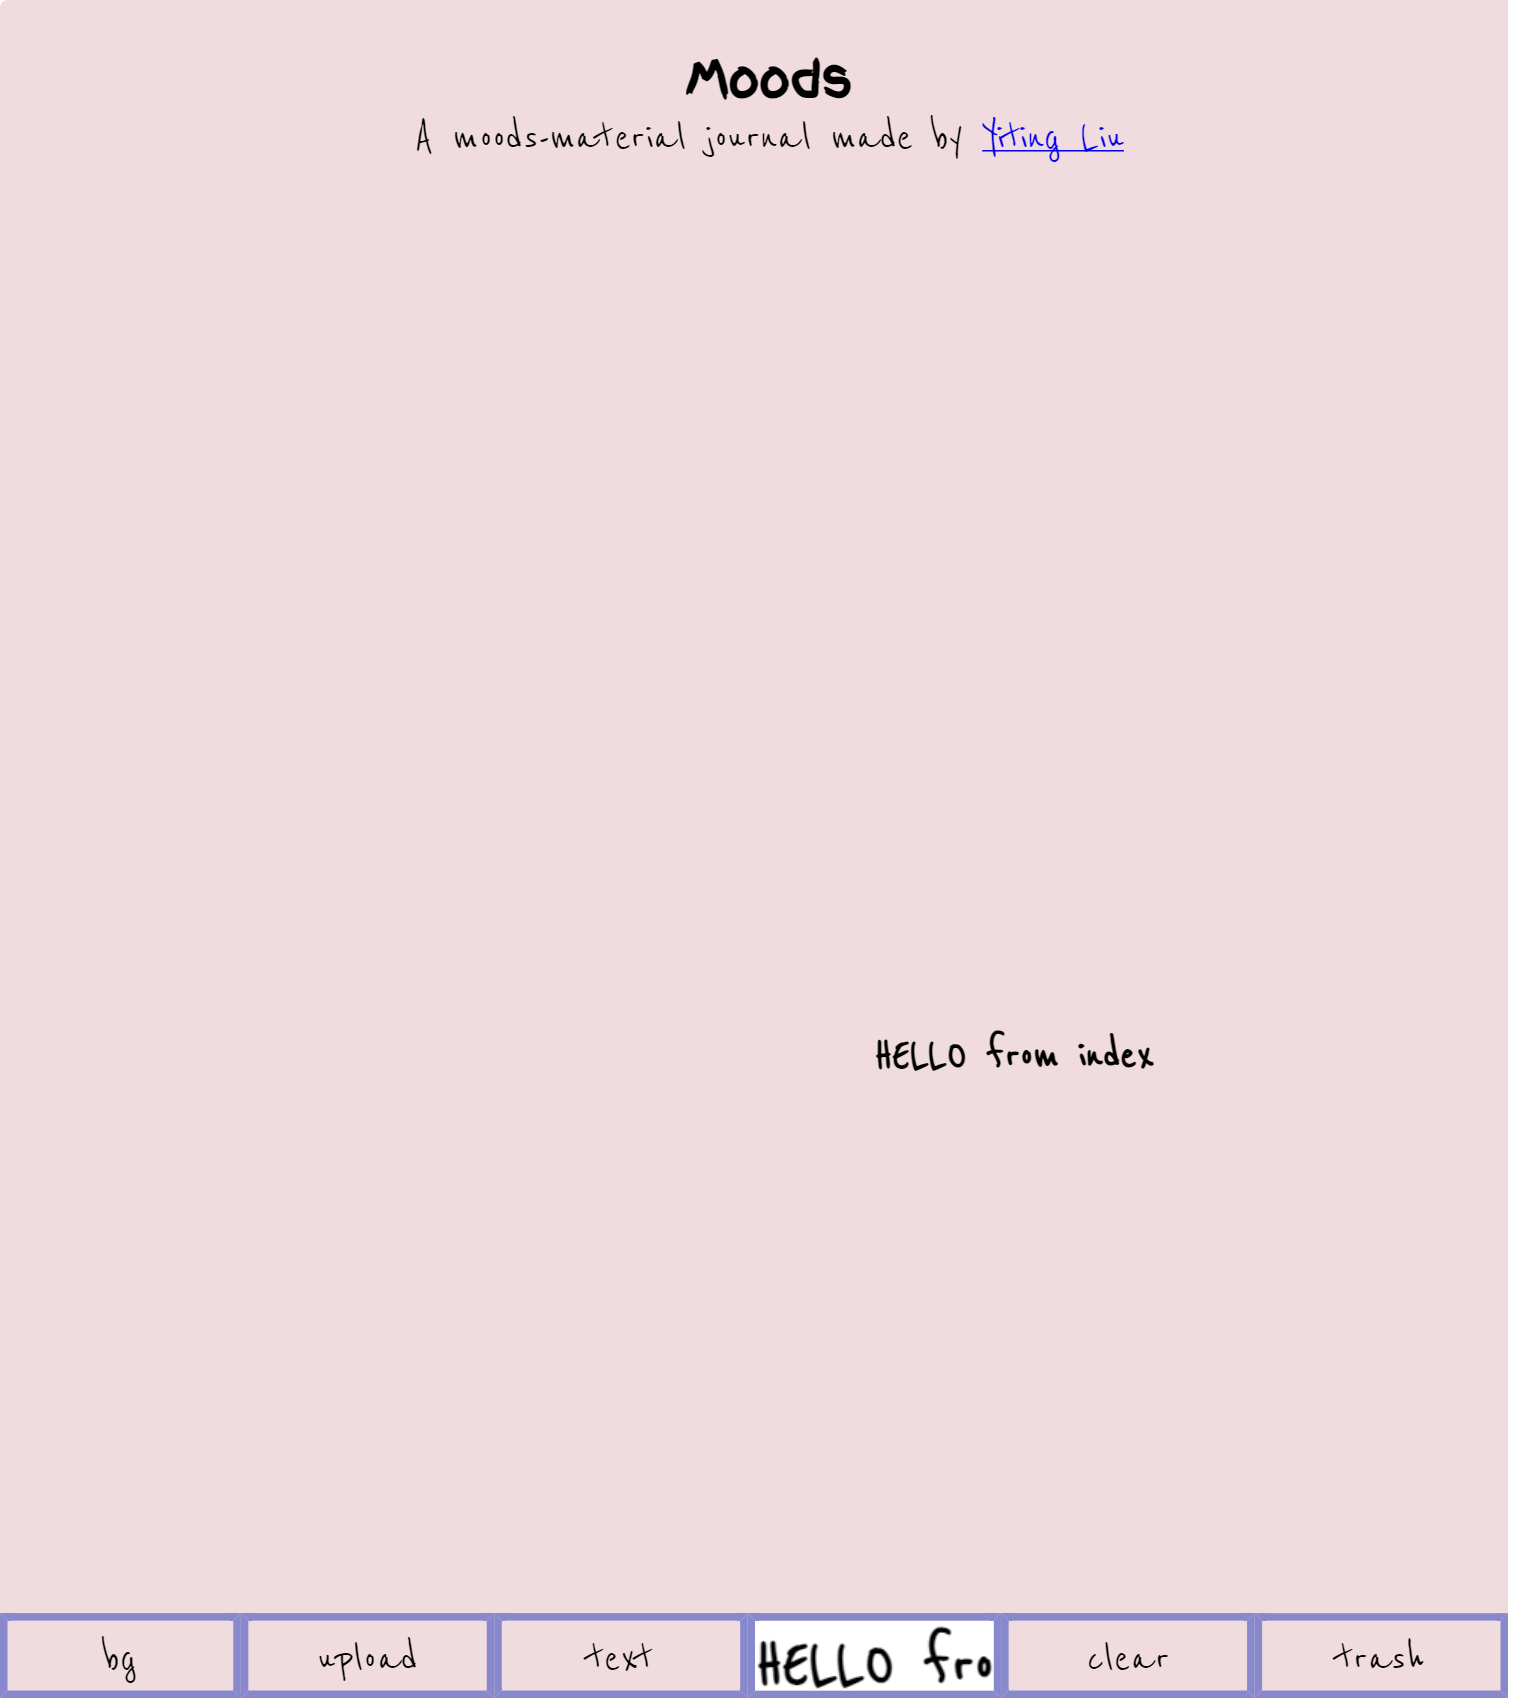 Moods
A moods-material journal made by Yiting Liu
HELLO from index
bg upload text HELLO fro clear trash